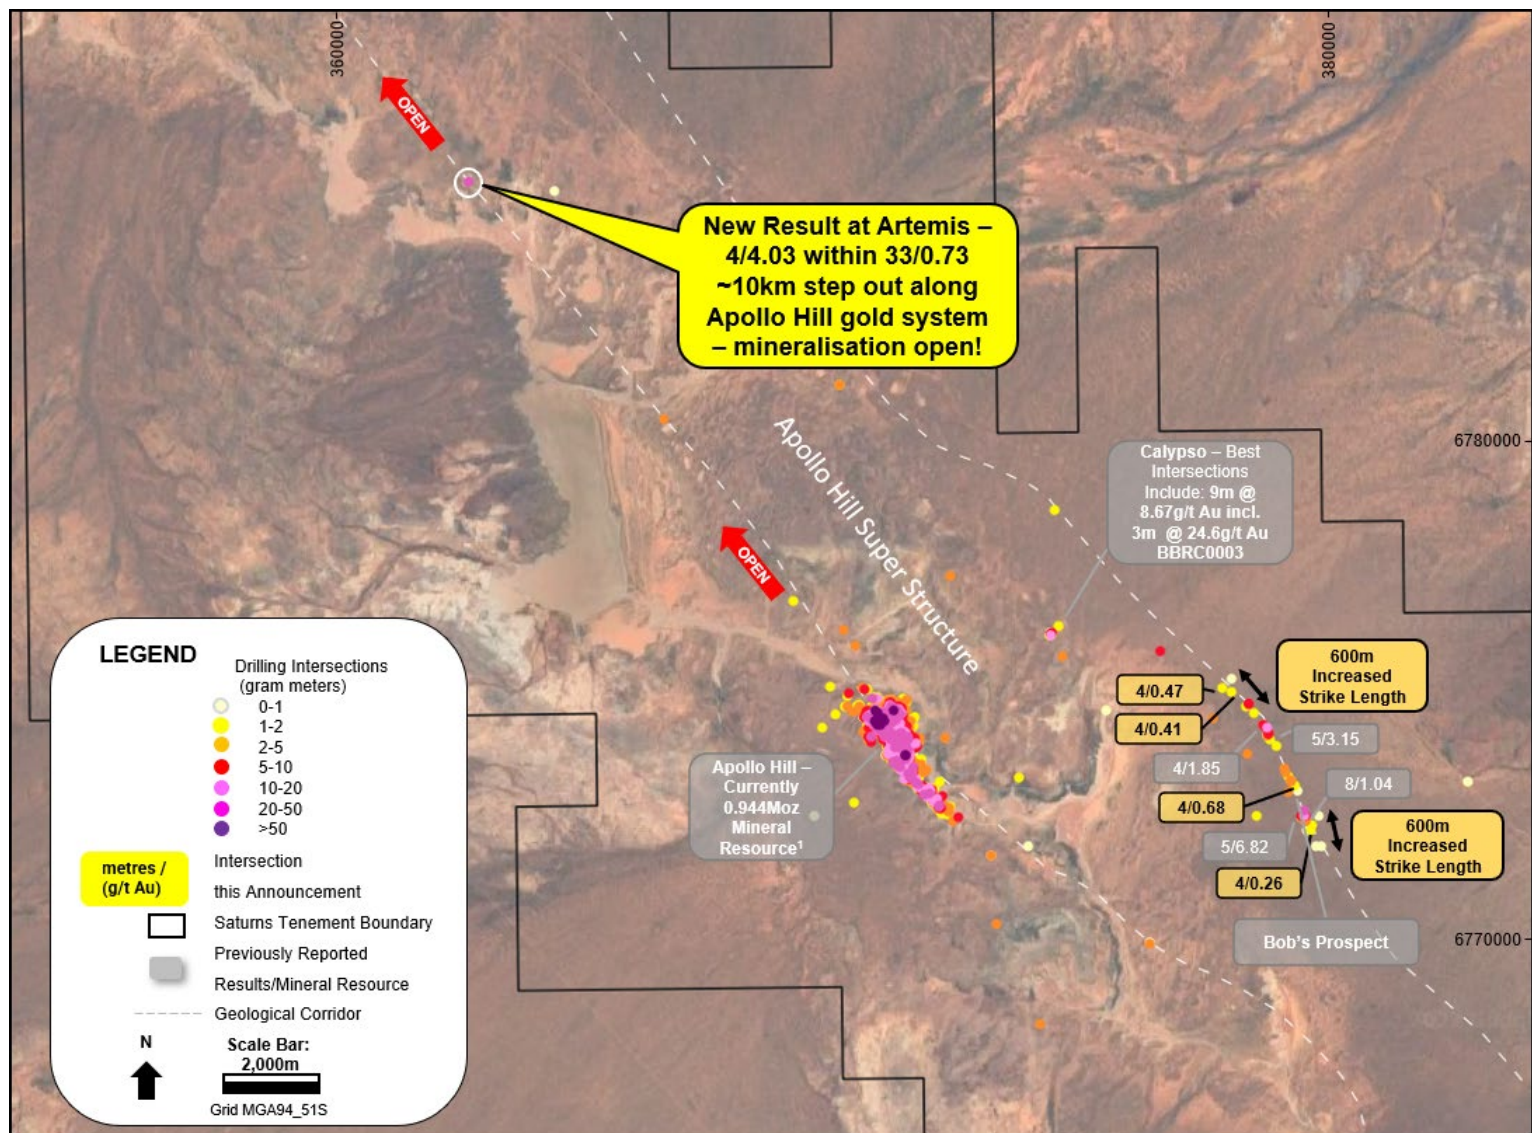 360000
380000
OPEN
New Result at Artemis –
4/4.03 within 33/0.73
~10km step out along
Apollo Hill gold system
– mineralisation open!
6780000
Apollo Hill Super Structure
Calypso – Best
Intersections
Include: 9m @
8.67g/t Au incl.
3m @ 24.6g/t Au
BBRC0003
OPEN
600m
Increased
Strike Length
4/0.47
4/0.41
5/3.15
4/1.85
8/1.04
4/0.68
5/6.82
4/0.26
600m
Increased
Strike Length
Bob's Prospect
6770000
Apollo Hill –
Currently
0.944Moz
Mineral
Resource¹
LEGEND
Drilling Intersections
(gram meters)
0-1
1-2
2-5
5-10
10-20
20-50
>50
metres /
(g/t Au)
Intersection
this Announcement
Saturns Tenement Boundary
Previously Reported
Results/Mineral Resource
Geological Corridor
N
Scale Bar:
2,000m
Grid MGA94_51S